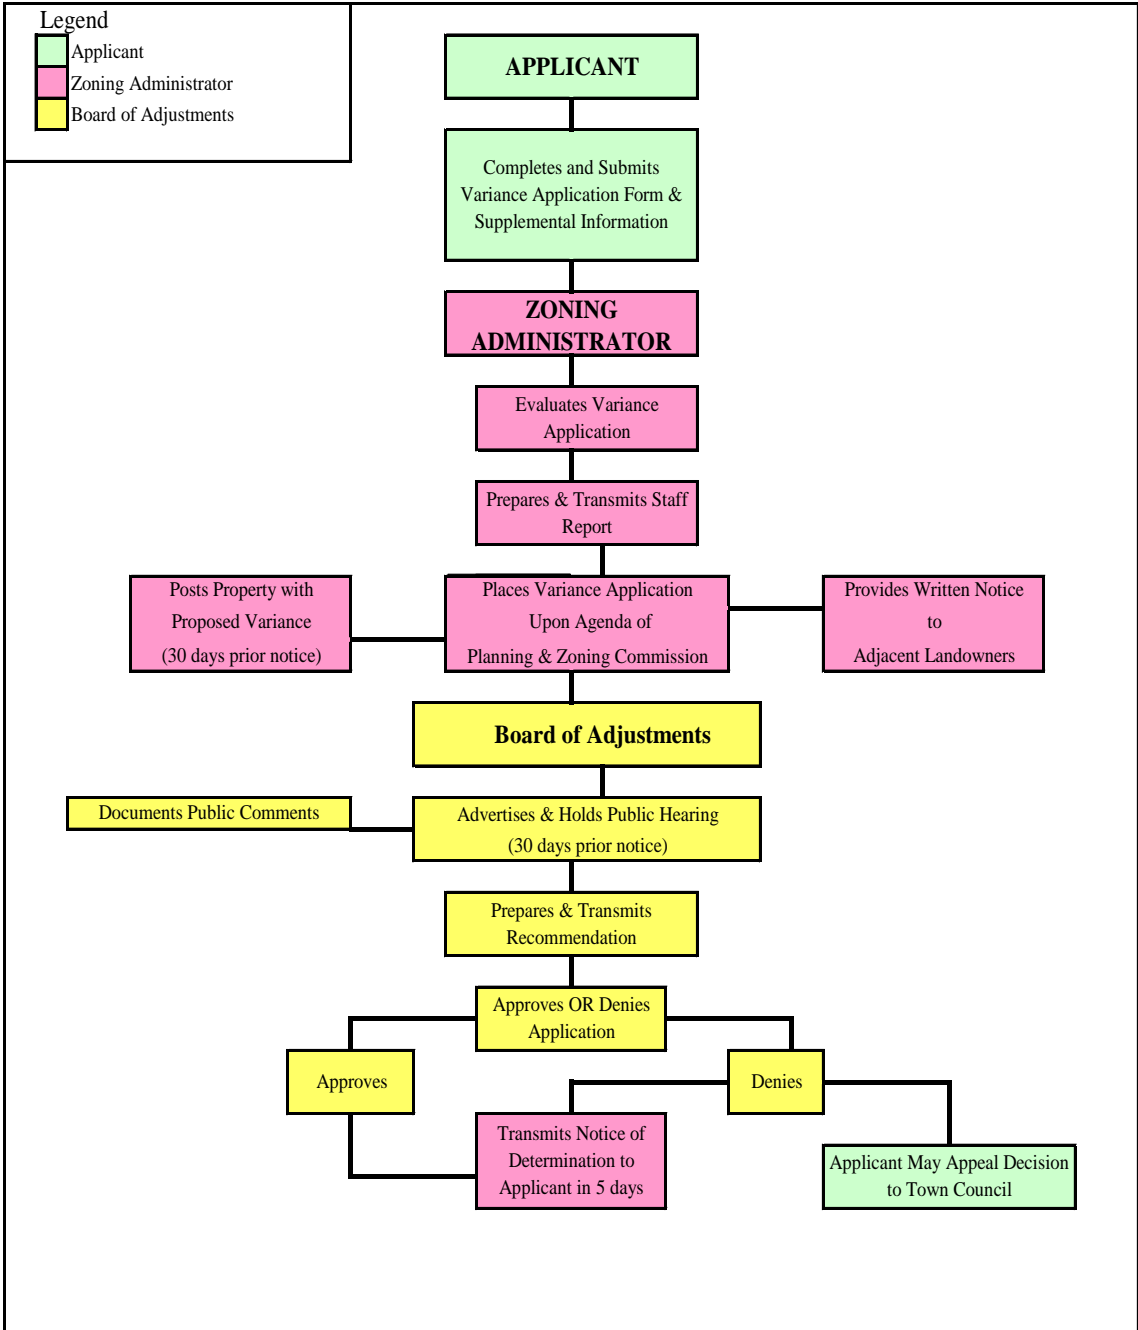 Legend
Applicant
Zoning Administrator
Board of Adjustments
APPLICANT
Completes and Submits
Variance Application Form &
Supplemental Information
ZONING
ADMINISTRATOR
Evaluates Variance
Application
Prepares & Transmits Staff
Report
Posts Property with
Proposed Variance
(30 days prior notice)
Places Variance Application
Upon Agenda of
Planning & Zoning Commission
Provides Written Notice
to
Adjacent Landowners
Board of Adjustments
Documents Public Comments
Advertises & Holds Public Hearing
(30 days prior notice)
Prepares & Transmits
Recommendation
Approves OR Denies
Application
Approves
Denies
Transmits Notice of
Determination to
Applicant in 5 days
Applicant May Appeal Decision
to Town Council